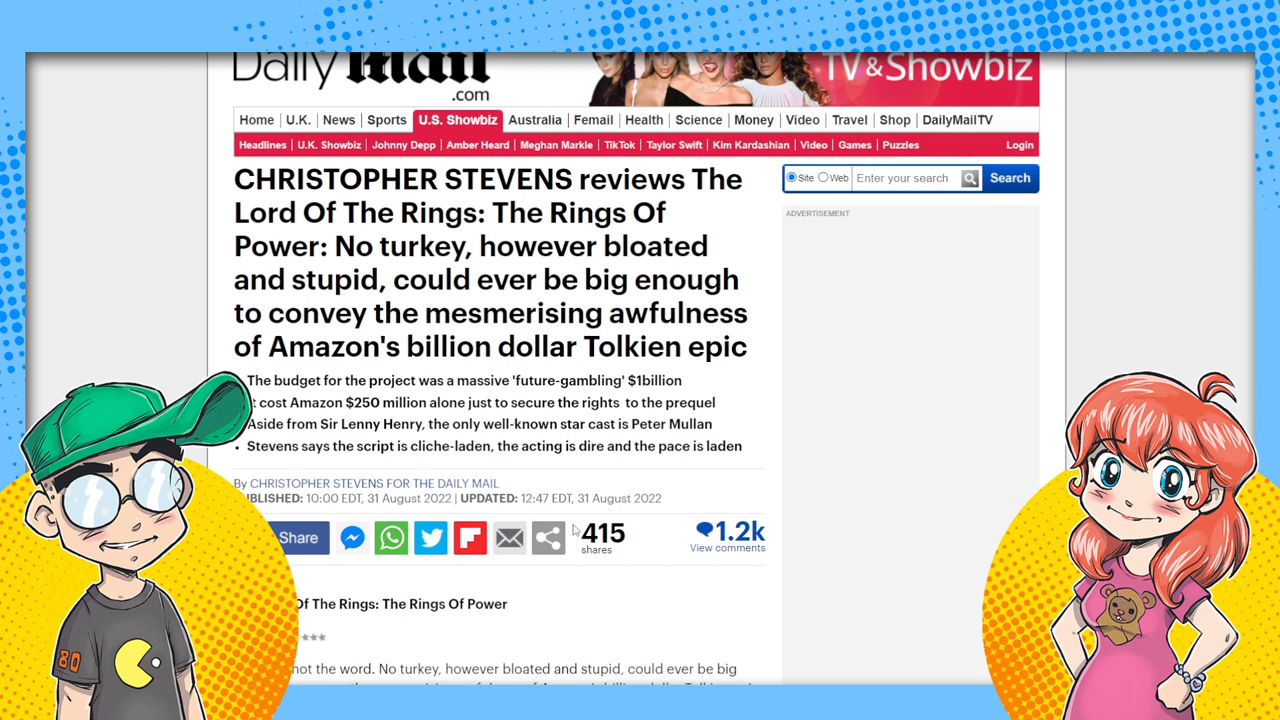 Daily Mail
.com
TV & Showbiz
Home U.K. News Sports U.S. Showbiz Australia Femail Health Science Money Video Travel Shop DailyMailTV
Headlines U.K. Showbiz Johnny Depp Amber Heard Meghan Markle TikTok Taylor Swift Kim Kardashian Video Games Puzzles Login
CHRISTOPHER STEVENS reviews The
Lord Of The Rings: The Rings Of
Power: No turkey, however bloated
and stupid, could ever be big enough
to convey the mesmerising awfulness
of Amazon's billion dollar Tolkien epic
Site Web Enter your search Search
ADVERTISEMENT
The budget for the project was a massive 'future-gambling' $1billion
cost Amazon $250 million alone just to secure the rights to the prequel
Aside from Sir Lenny Henry, the only well-known star cast is Peter Mullan
Stevens says the script is cliche-laden, the acting is dire and the pace is laden
By CHRISTOPHER STEVENS FOR THE DAILY MAIL
BLISHED: 10:00 EDT, 31 August 2022 | UPDATED: 12:47 EDT, 31 August 2022
Share
415
shares
1.2k
View comments
Of The Rings: The Rings Of Power
not the word. No turkey, however bloated and stupid, could ever be big
80